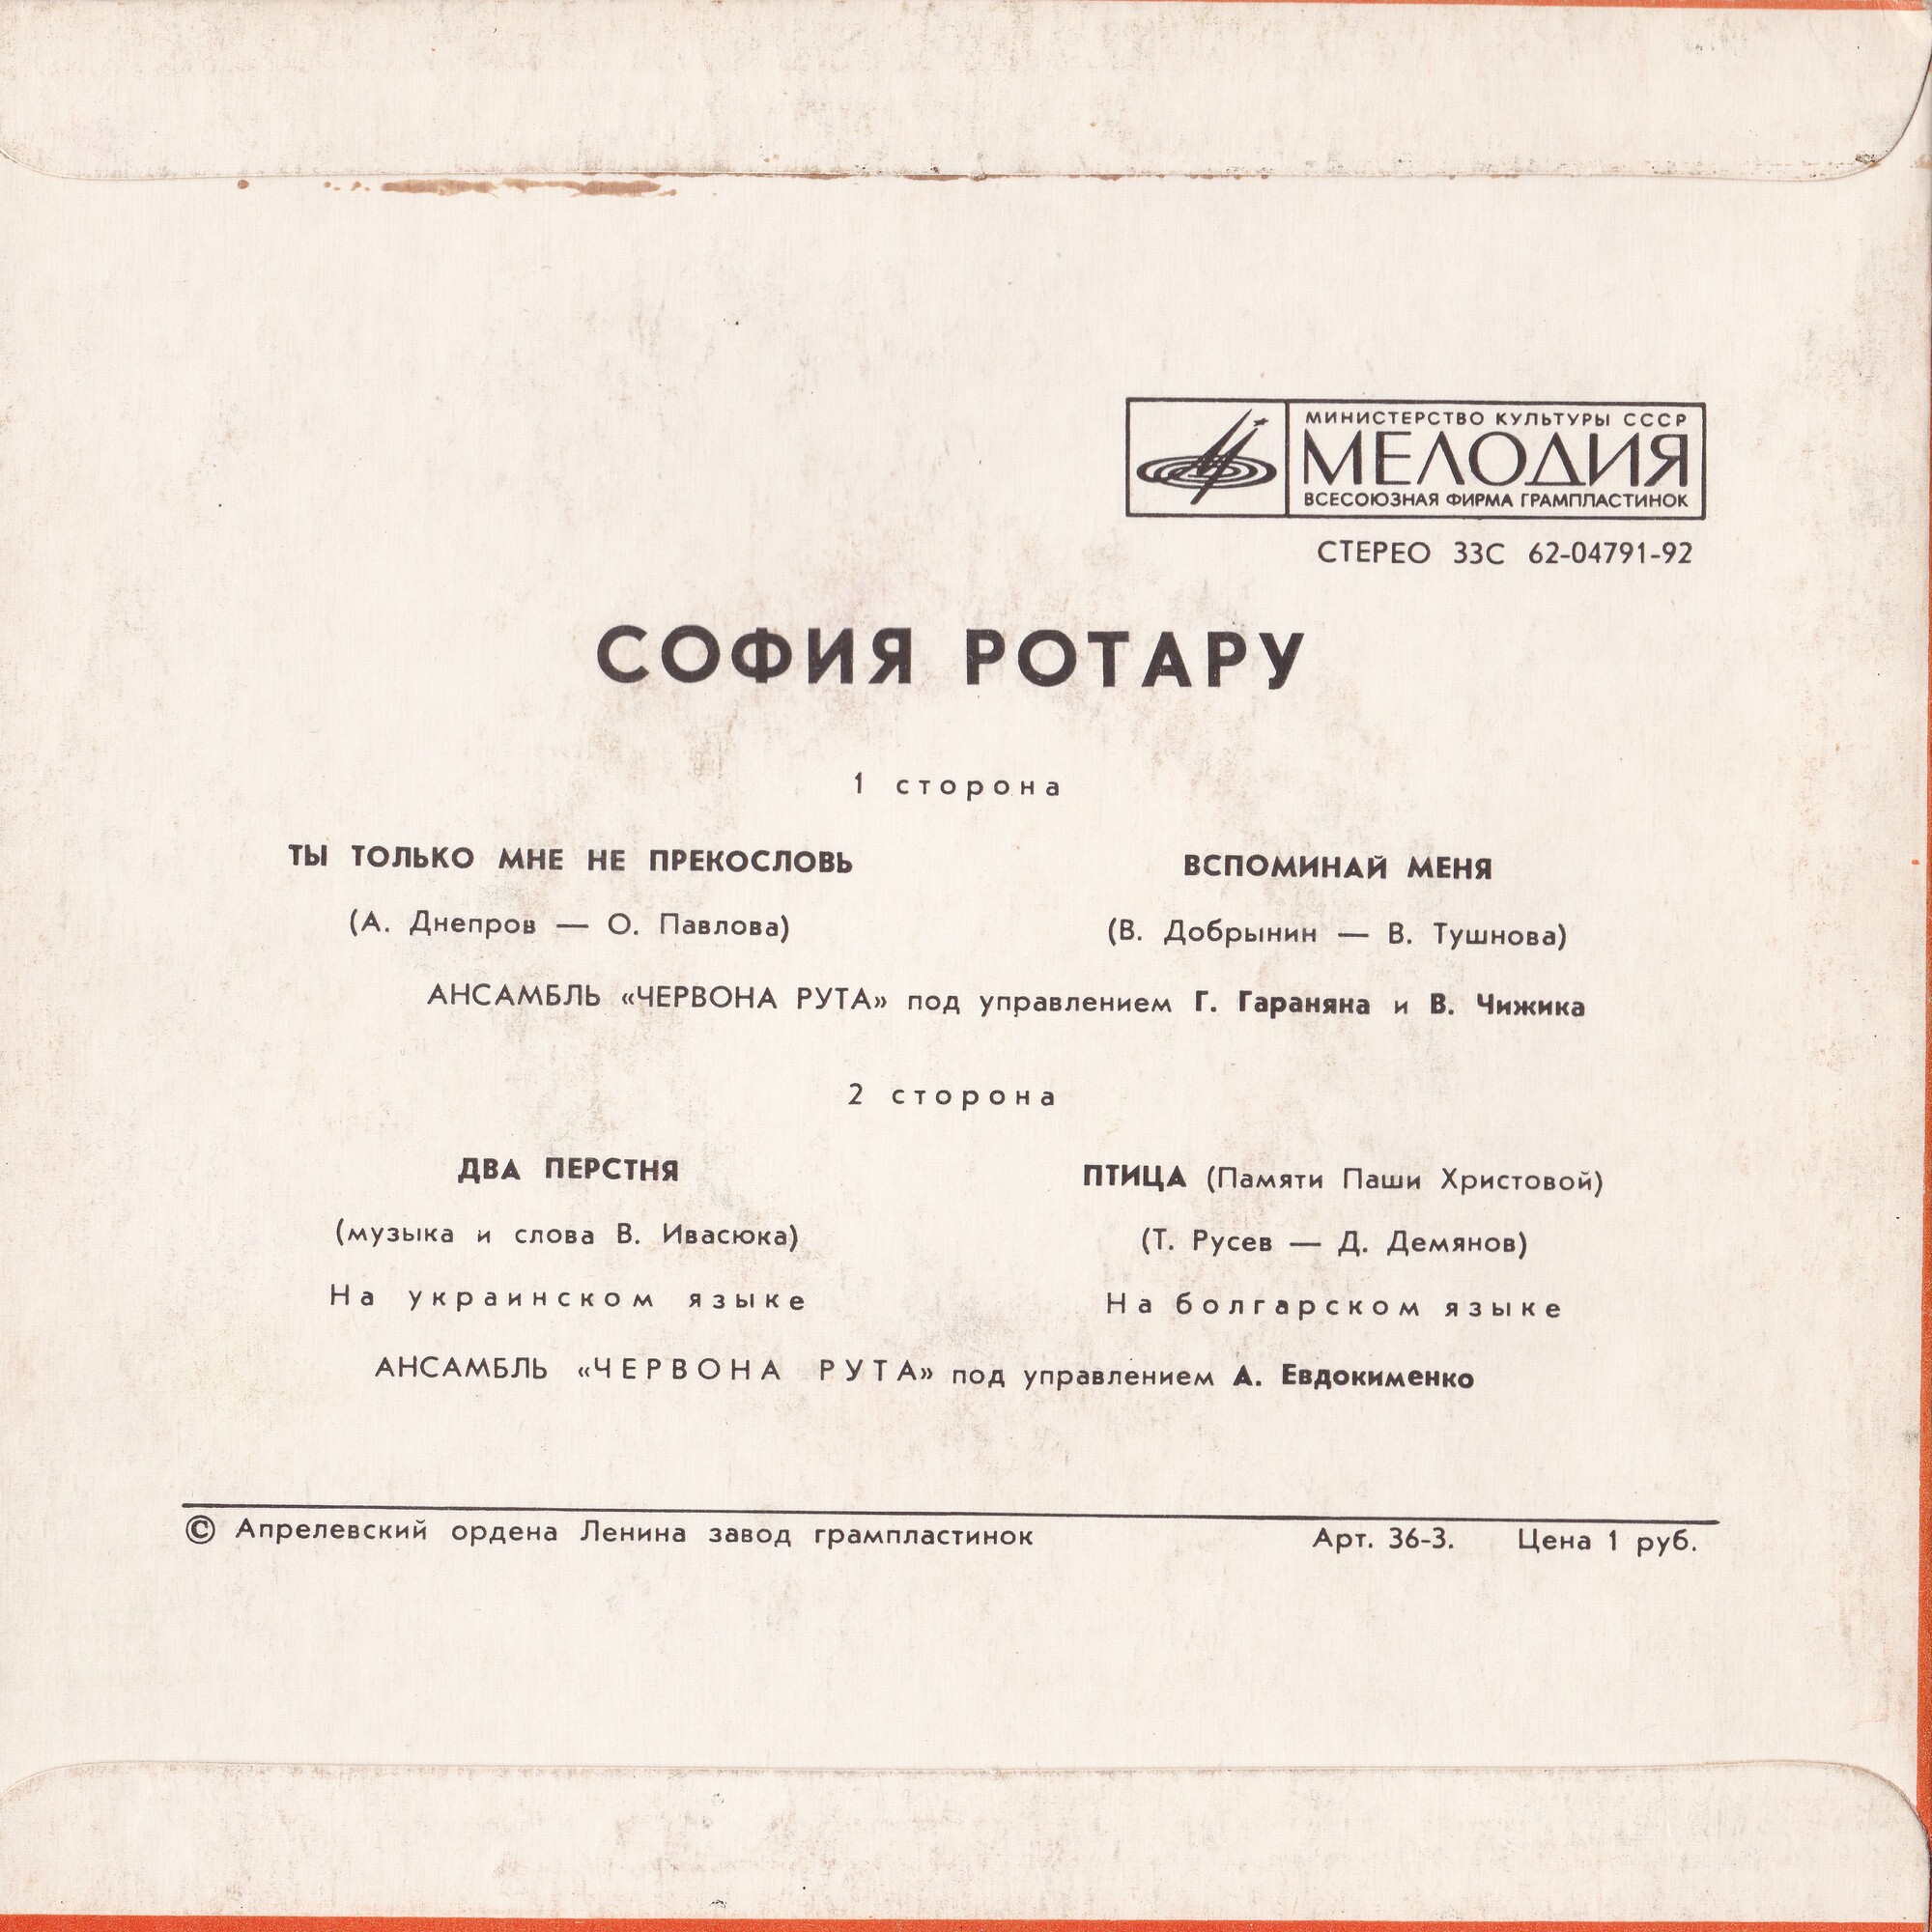 МИНИСТЕРСТВО КУЛЬТУРЫ СССР
МЕЛОДИЯ
ВСЕСОЮЗНАЯ ФИРМА ГРАМПЛАСТИНОК
СТЕРЕО 33С 62-04791-92
СОФИЯ РОТАРУ
1 сторона
ТЫ ТОЛЬКО МНЕ НЕ ПРЕКОСЛОВЬ
(А. Днепров — О. Павлова)
ВСПОМИНАЙ МЕНЯ
(В. Добрынин — В. Тушнова)
АНСАМБЛЬ «ЧЕРВОНА РУТА» под управлением Г. Гараняна и В. Чижика
2 сторона
ДВА ПЕРСТНЯ
(музыка и слова В. Ивасюка)
На украинском языке
ПТИЦА (Памяти Паши Христовой)
(Т. Русев — Д. Демянов)
На болгарском языке
АНСАМБЛЬ «ЧЕРВОНА РУТА» под управлением А. Евдокименко
© Апрелевский ордена Ленина завод грампластинок
Арт. 36-3. Цена 1 руб.